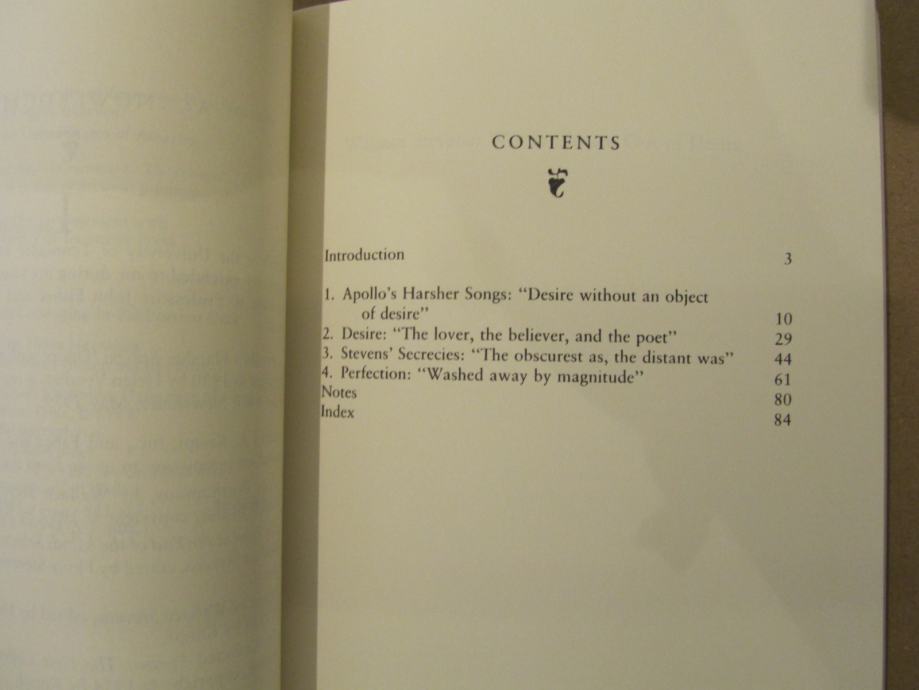 CONTENTS
Introduction 3
1. Apollo's Harsher Songs: "Desire without an object
of desire" 10
2. Desire: "The lover, the believer, and the poet" 29
3. Stevens' Secrecies: "The obscurest as, the distant was" 44
4. Perfection: "Washed away by magnitude" 61
Notes 80
Index 84